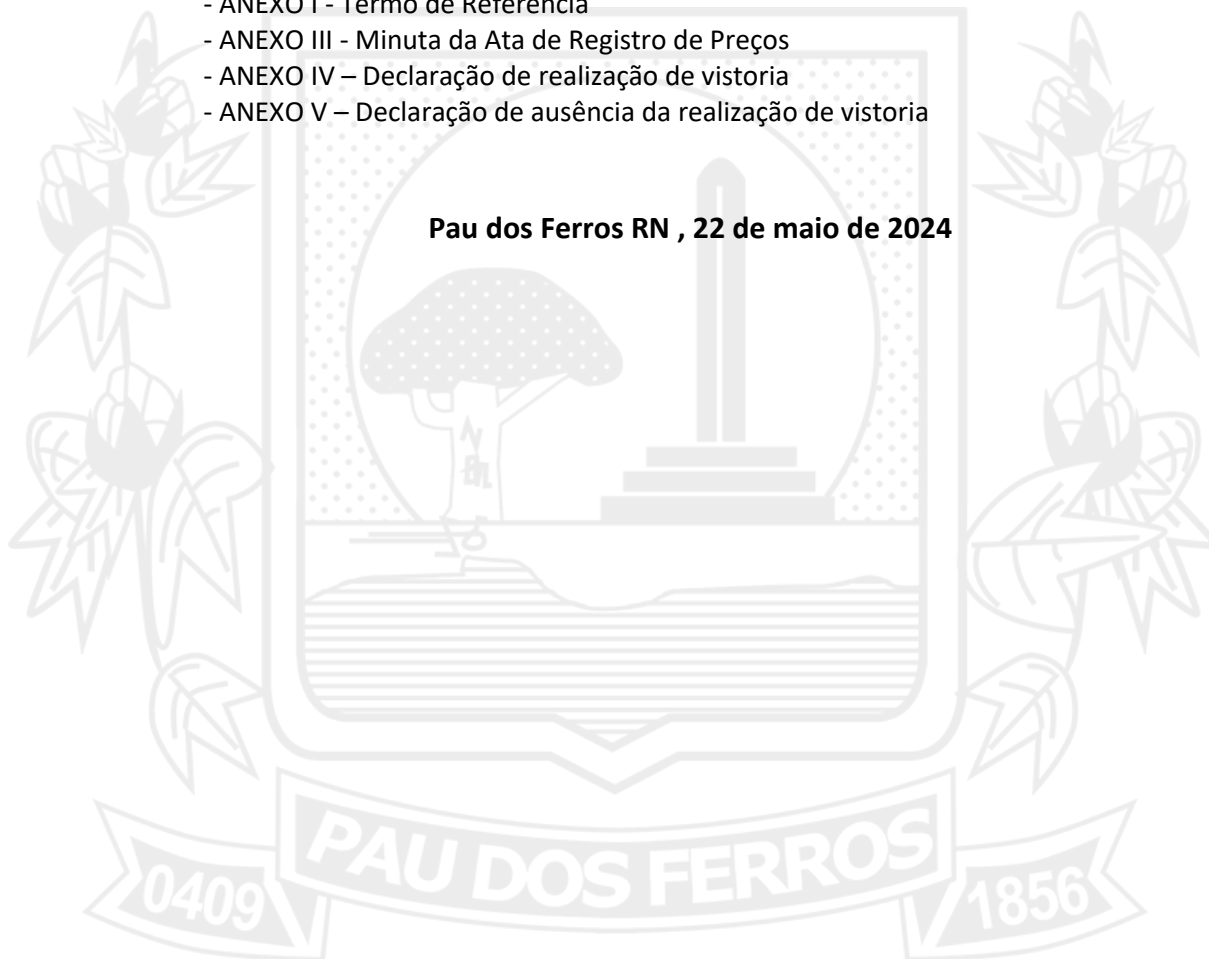 - ANEXO I - Termo de Referência
- ANEXO III - Minuta da Ata de Registro de Preços
- ANEXO IV – Declaração de realização de vistoria
- ANEXO V – Declaração de ausência da realização de vistoria
Pau dos Ferros RN , 22 de maio de 2024
PAU DOS FERROS
0409
1856